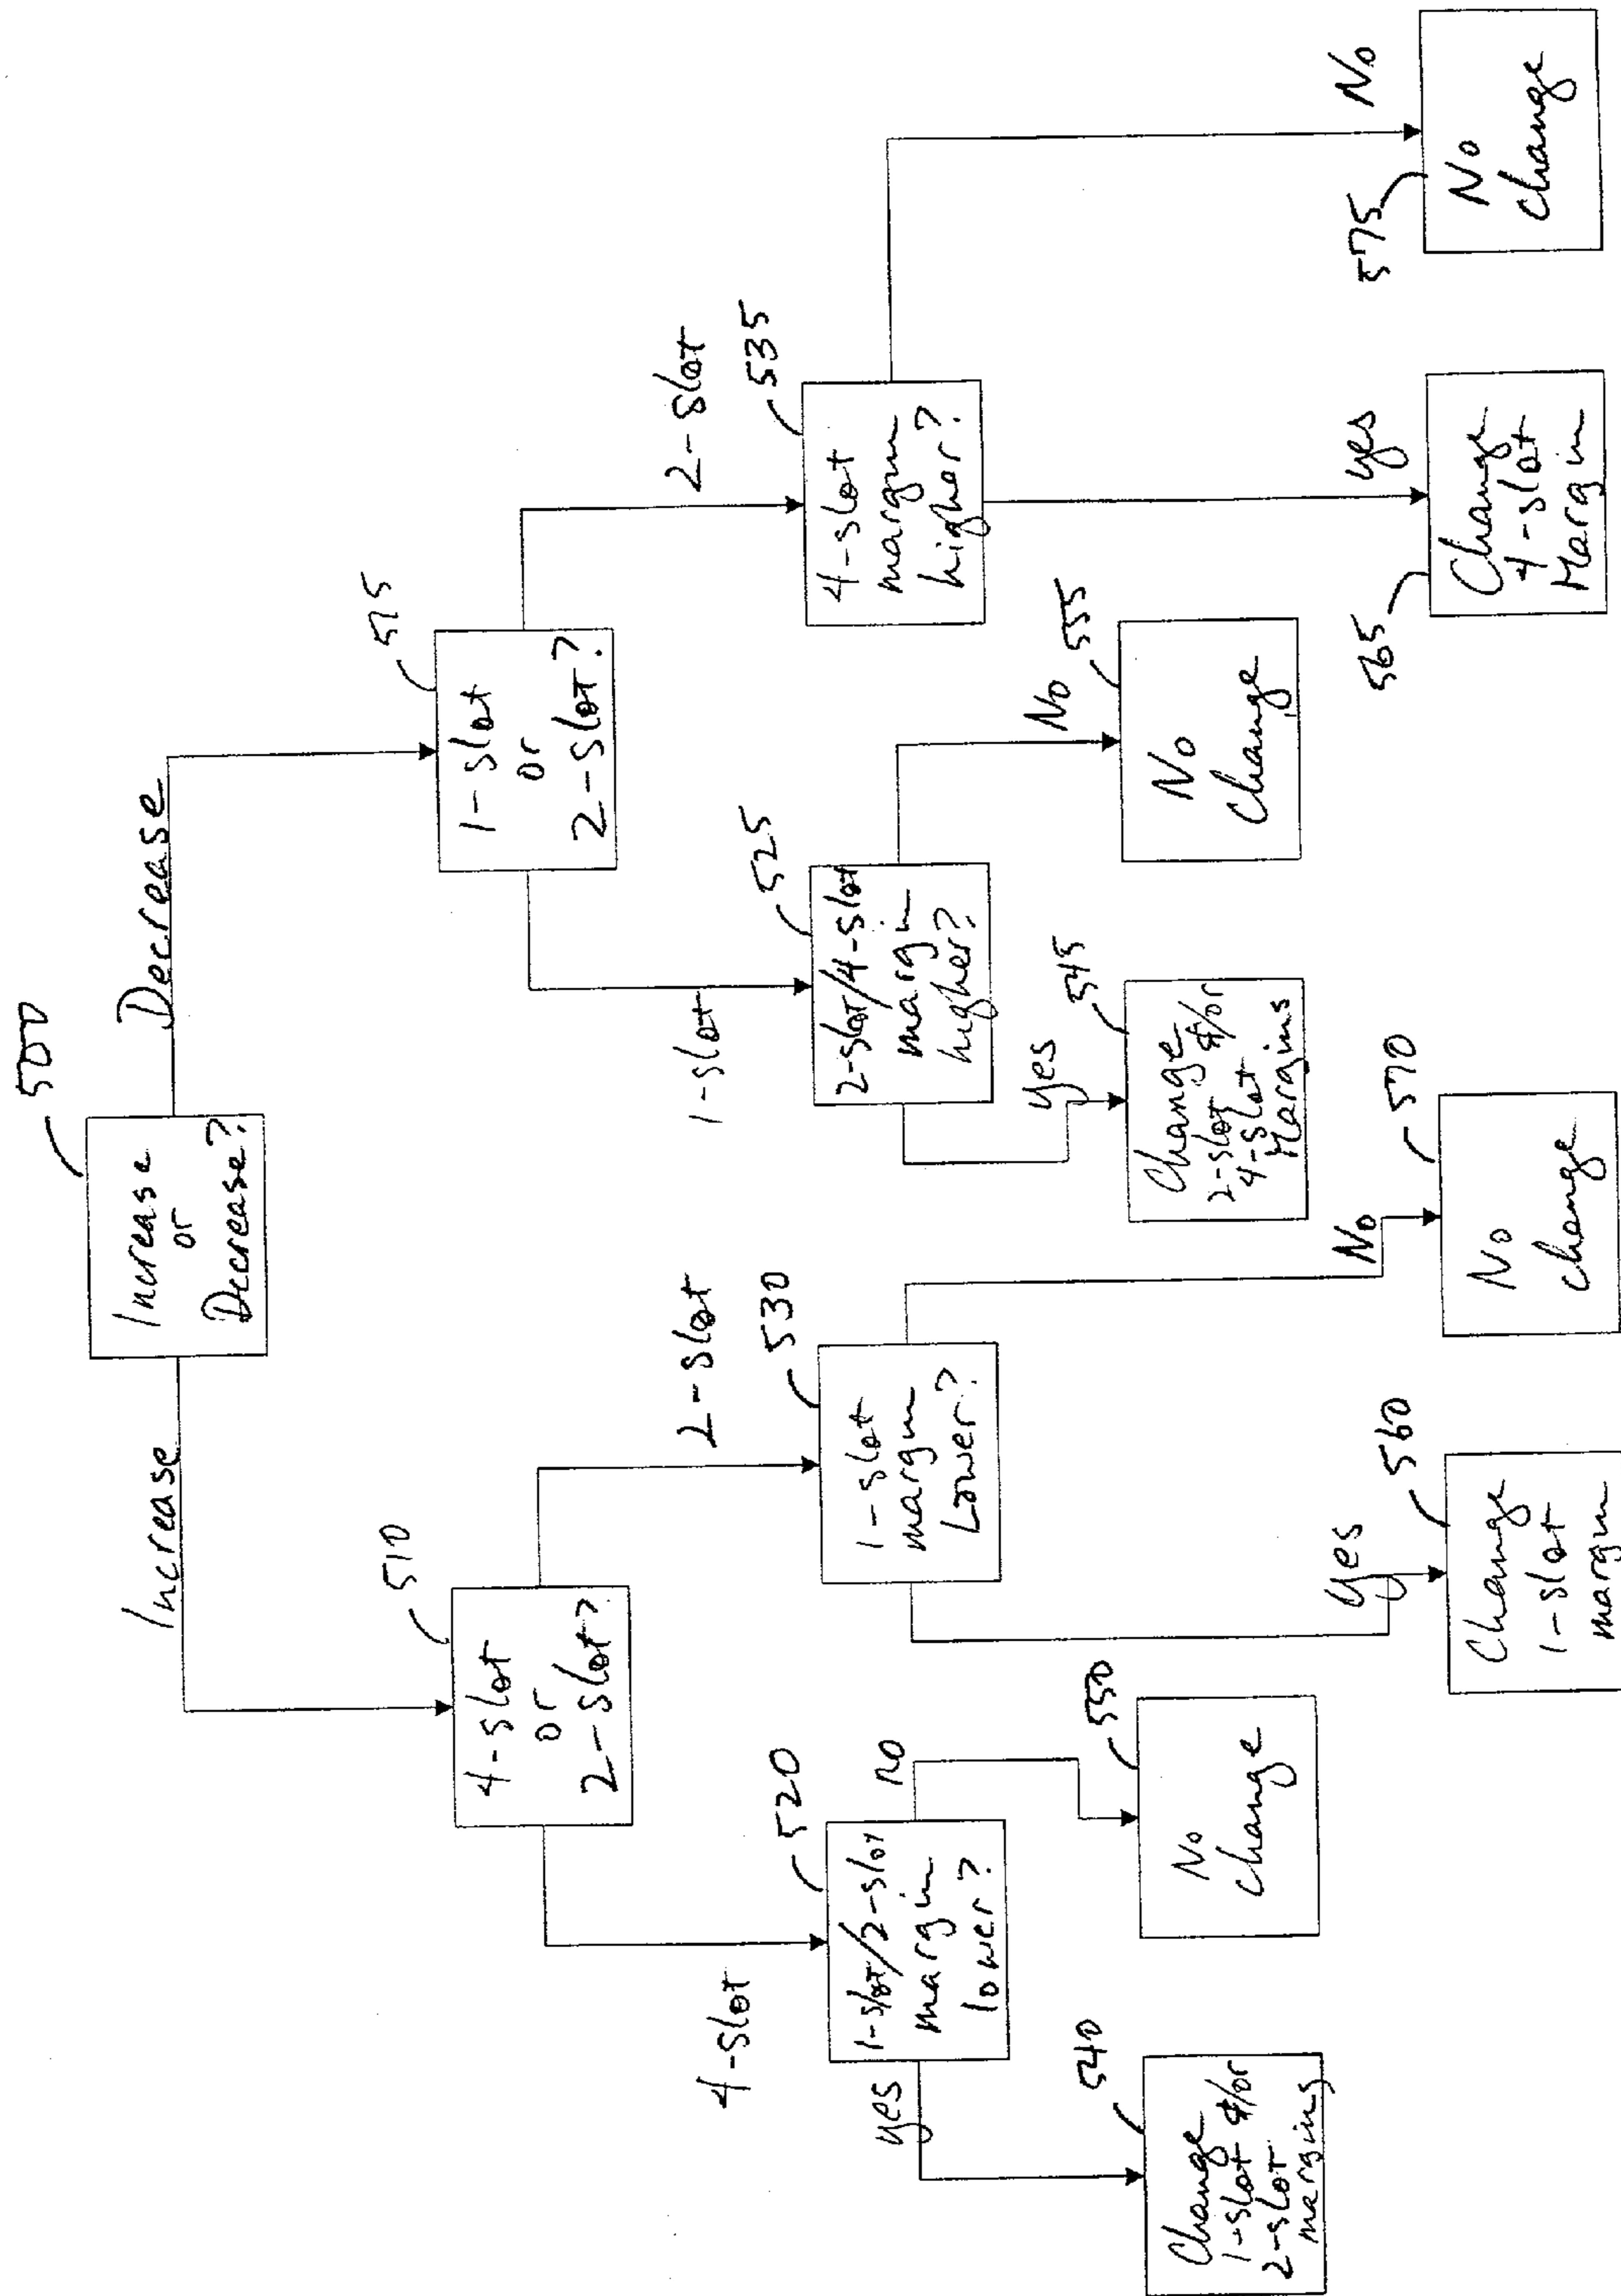 500
Increase
or
Decrease?
Increase
Decrease
510
4-slot
or
2-slot?
515
1-slot
or
2-slot?
4-slot
2-slot
1-slot
2-slot
520
1-slot/2-slot
margin
lower?
530
1-slot
margin
Lower?
525
2-slot/4-slot
margin
higher?
535
4-slot
margin
higher?
yes
no
yes
No
540
Change
1-slot &/or
2-slot
margins
550
No
change
545
Change
2-slot &/or
4-slot
Margins
555
No
change
Yes
No
yes
No
560
Change
1-slot
margin
570
No
change
565
Change
4-slot
Margin
575
No
change